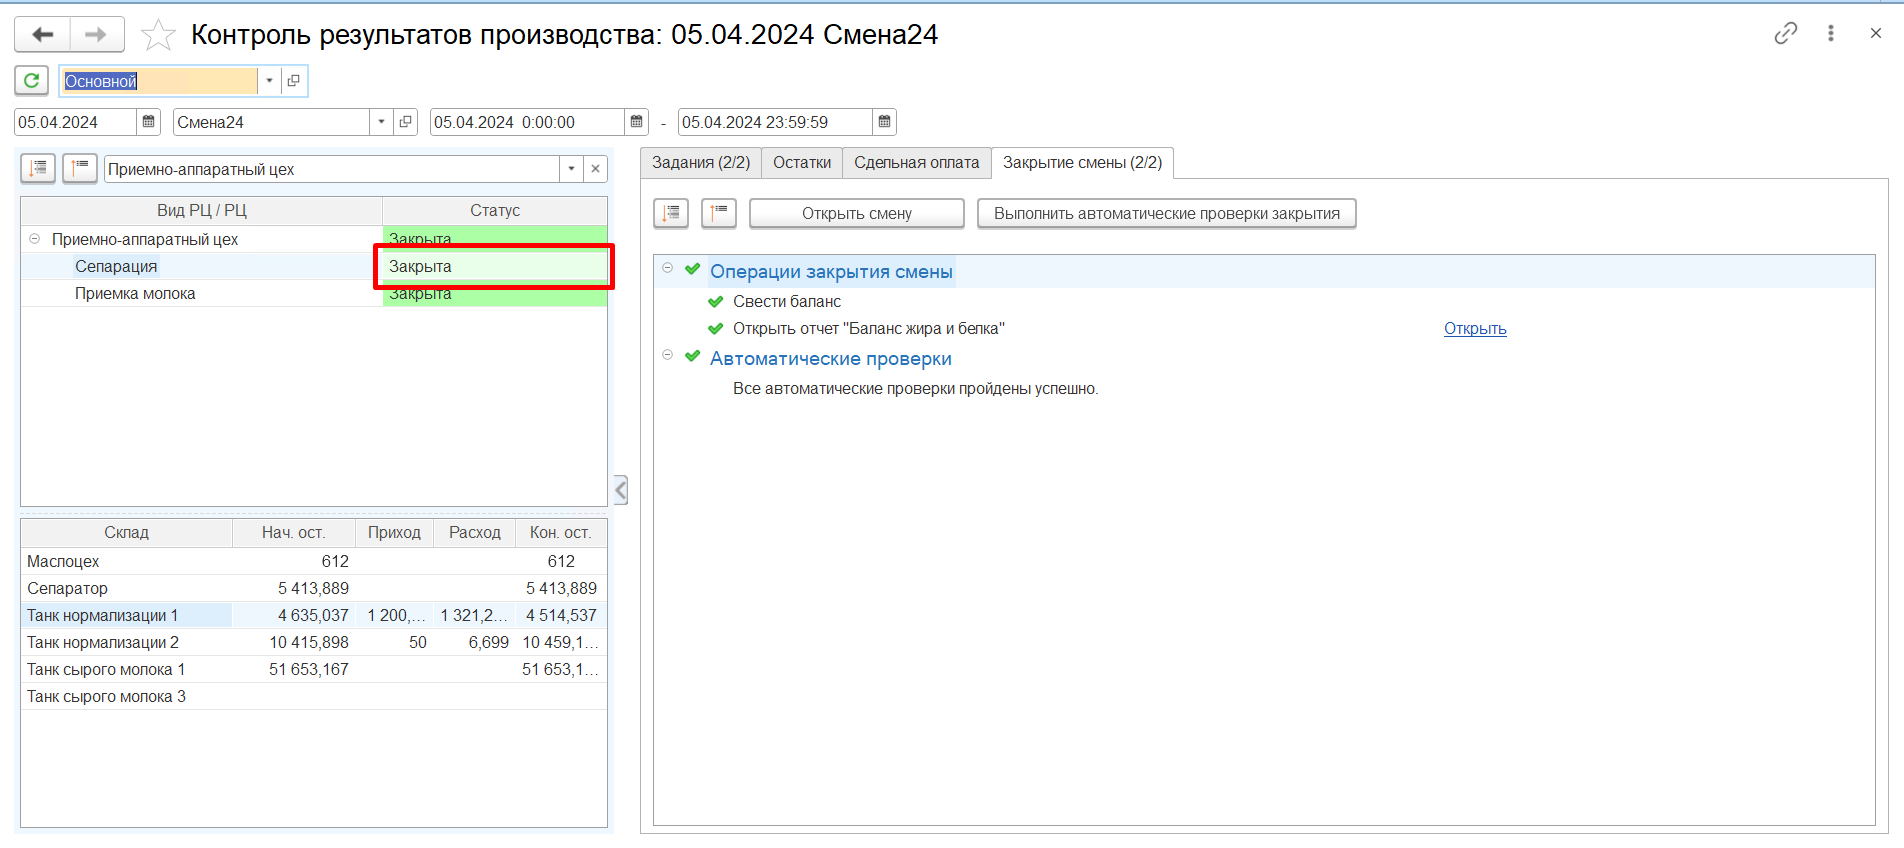 Контроль результатов производства: 05.04.2024 Смена24
Основной
05.04.2024 Смена24 05.04.2024 0:00:00 - 05.04.2024 23:59:59
Приемно-аппаратный цех
Вид РЦ / РЦ Статус
Приемно-аппаратный цех Закрыта
Сепарация Закрыта
Приемка молока Закрыта
Склад Нач. ост. Приход Расход Кон. ост.
Маслоцех 612 612
Сепаратор 5 413,889 5 413,889
Танк нормализации 1 4 635,037 1 200,... 1 321,2... 4 514,537
Танк нормализации 2 10 415,898 50 6,699 10 459,1...
Танк сырого молока 1 51 653,167 51 653,1...
Танк сырого молока 3
Задания (2/2) Остатки Сдельная оплата Закрытие смены (2/2)
Открыть смену Выполнить автоматические проверки закрытия
Операции закрытия смены
Свести баланс
Открыть отчет "Баланс жира и белка" Открыть
Автоматические проверки
Все автоматические проверки пройдены успешно.